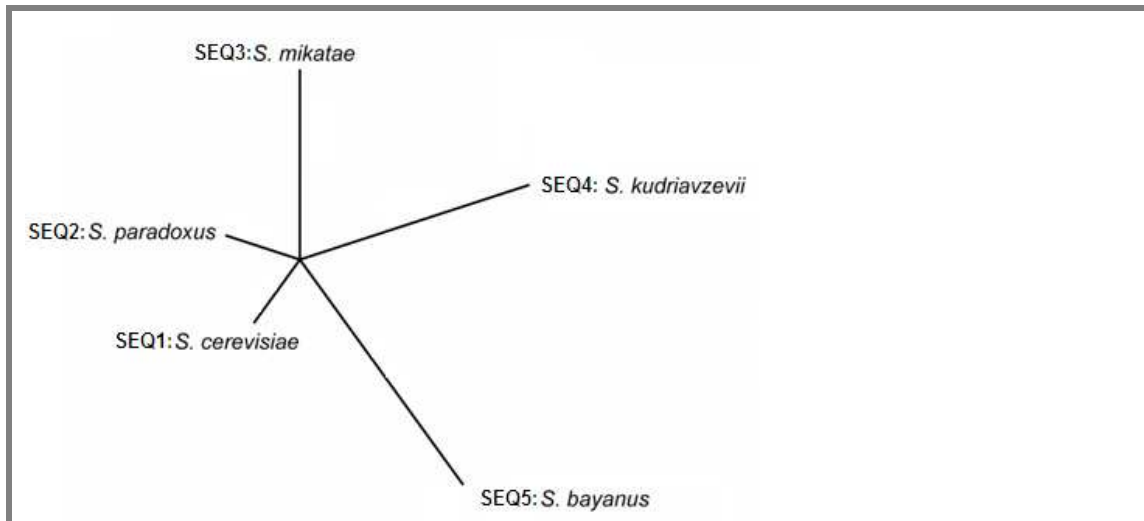 SEQ3:S. mikatae
SEQ4: S. kudriavzevii
SEQ2:S. paradoxus
SEQ1:S. cerevisiae
SEQ5:S. bayanus